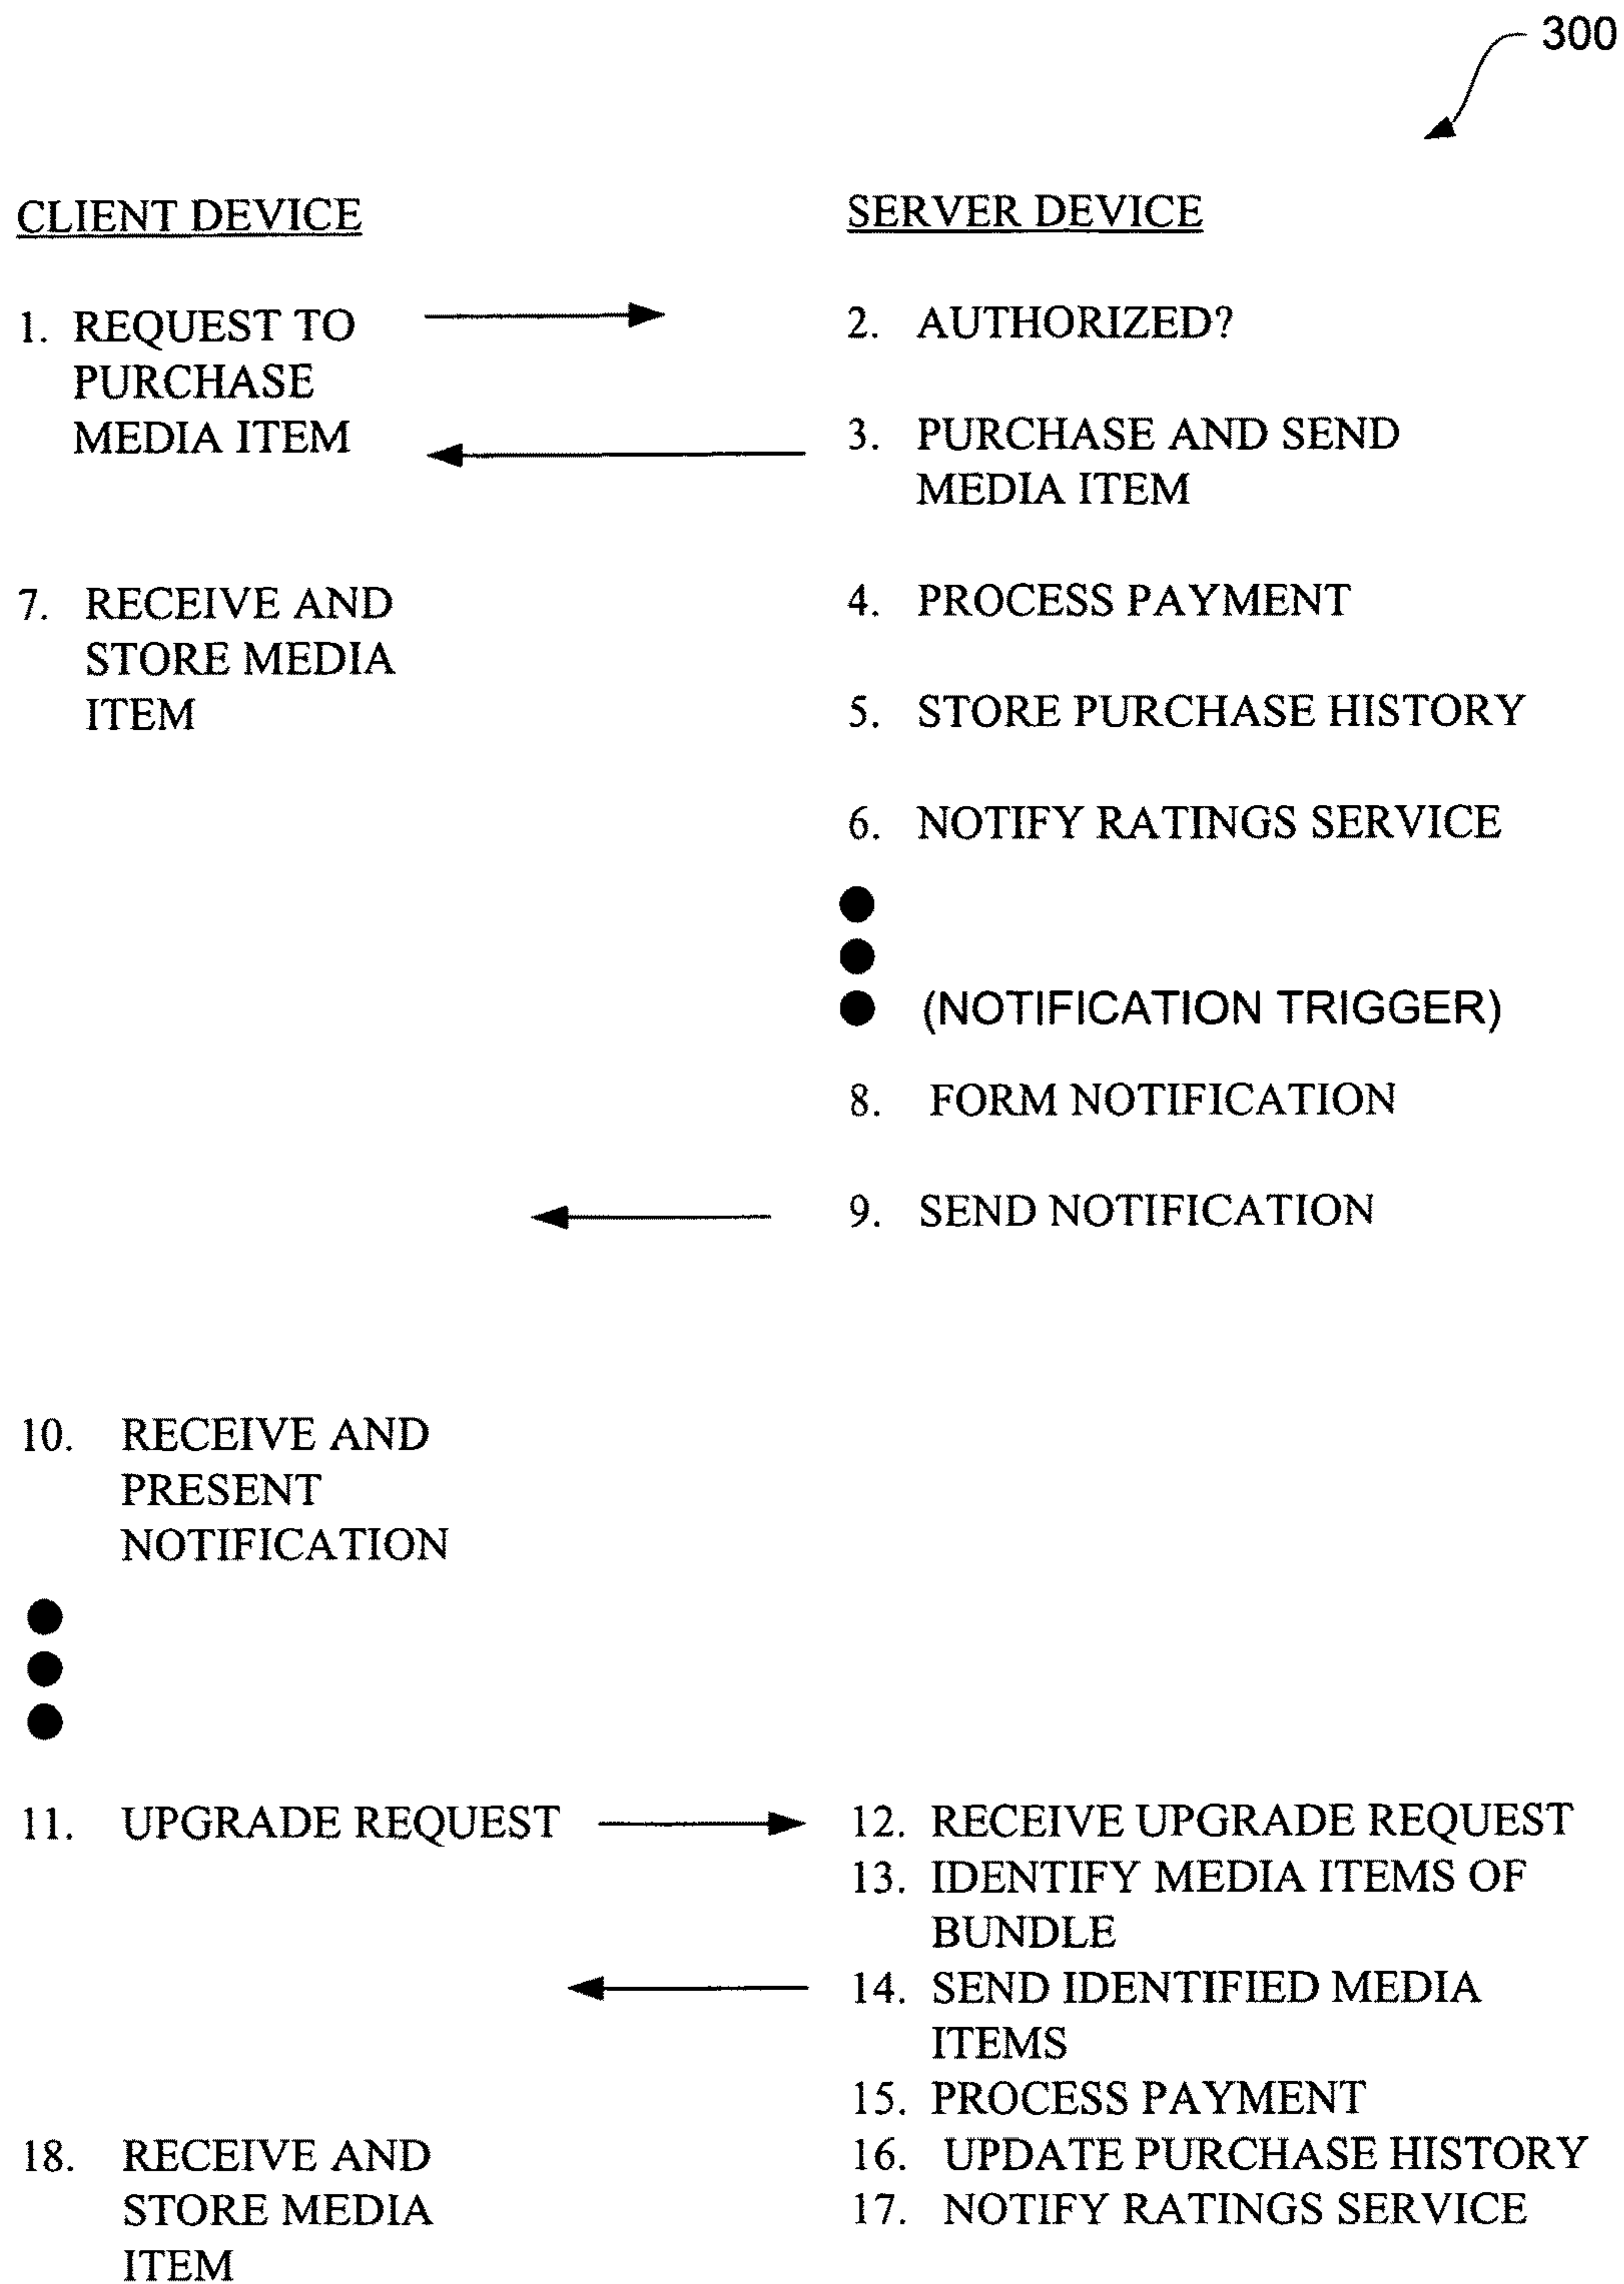 300
CLIENT DEVICE
SERVER DEVICE
1. REQUEST TO
PURCHASE
MEDIA ITEM
2. AUTHORIZED?
3. PURCHASE AND SEND
MEDIA ITEM
7. RECEIVE AND
STORE MEDIA
ITEM
4. PROCESS PAYMENT
5. STORE PURCHASE HISTORY
6. NOTIFY RATINGS SERVICE
(NOTIFICATION TRIGGER)
8. FORM NOTIFICATION
9. SEND NOTIFICATION
10. RECEIVE AND
PRESENT
NOTIFICATION
11. UPGRADE REQUEST
12. RECEIVE UPGRADE REQUEST
13. IDENTIFY MEDIA ITEMS OF
BUNDLE
14. SEND IDENTIFIED MEDIA
ITEMS
15. PROCESS PAYMENT
16. UPDATE PURCHASE HISTORY
17. NOTIFY RATINGS SERVICE
18. RECEIVE AND
STORE MEDIA
ITEM